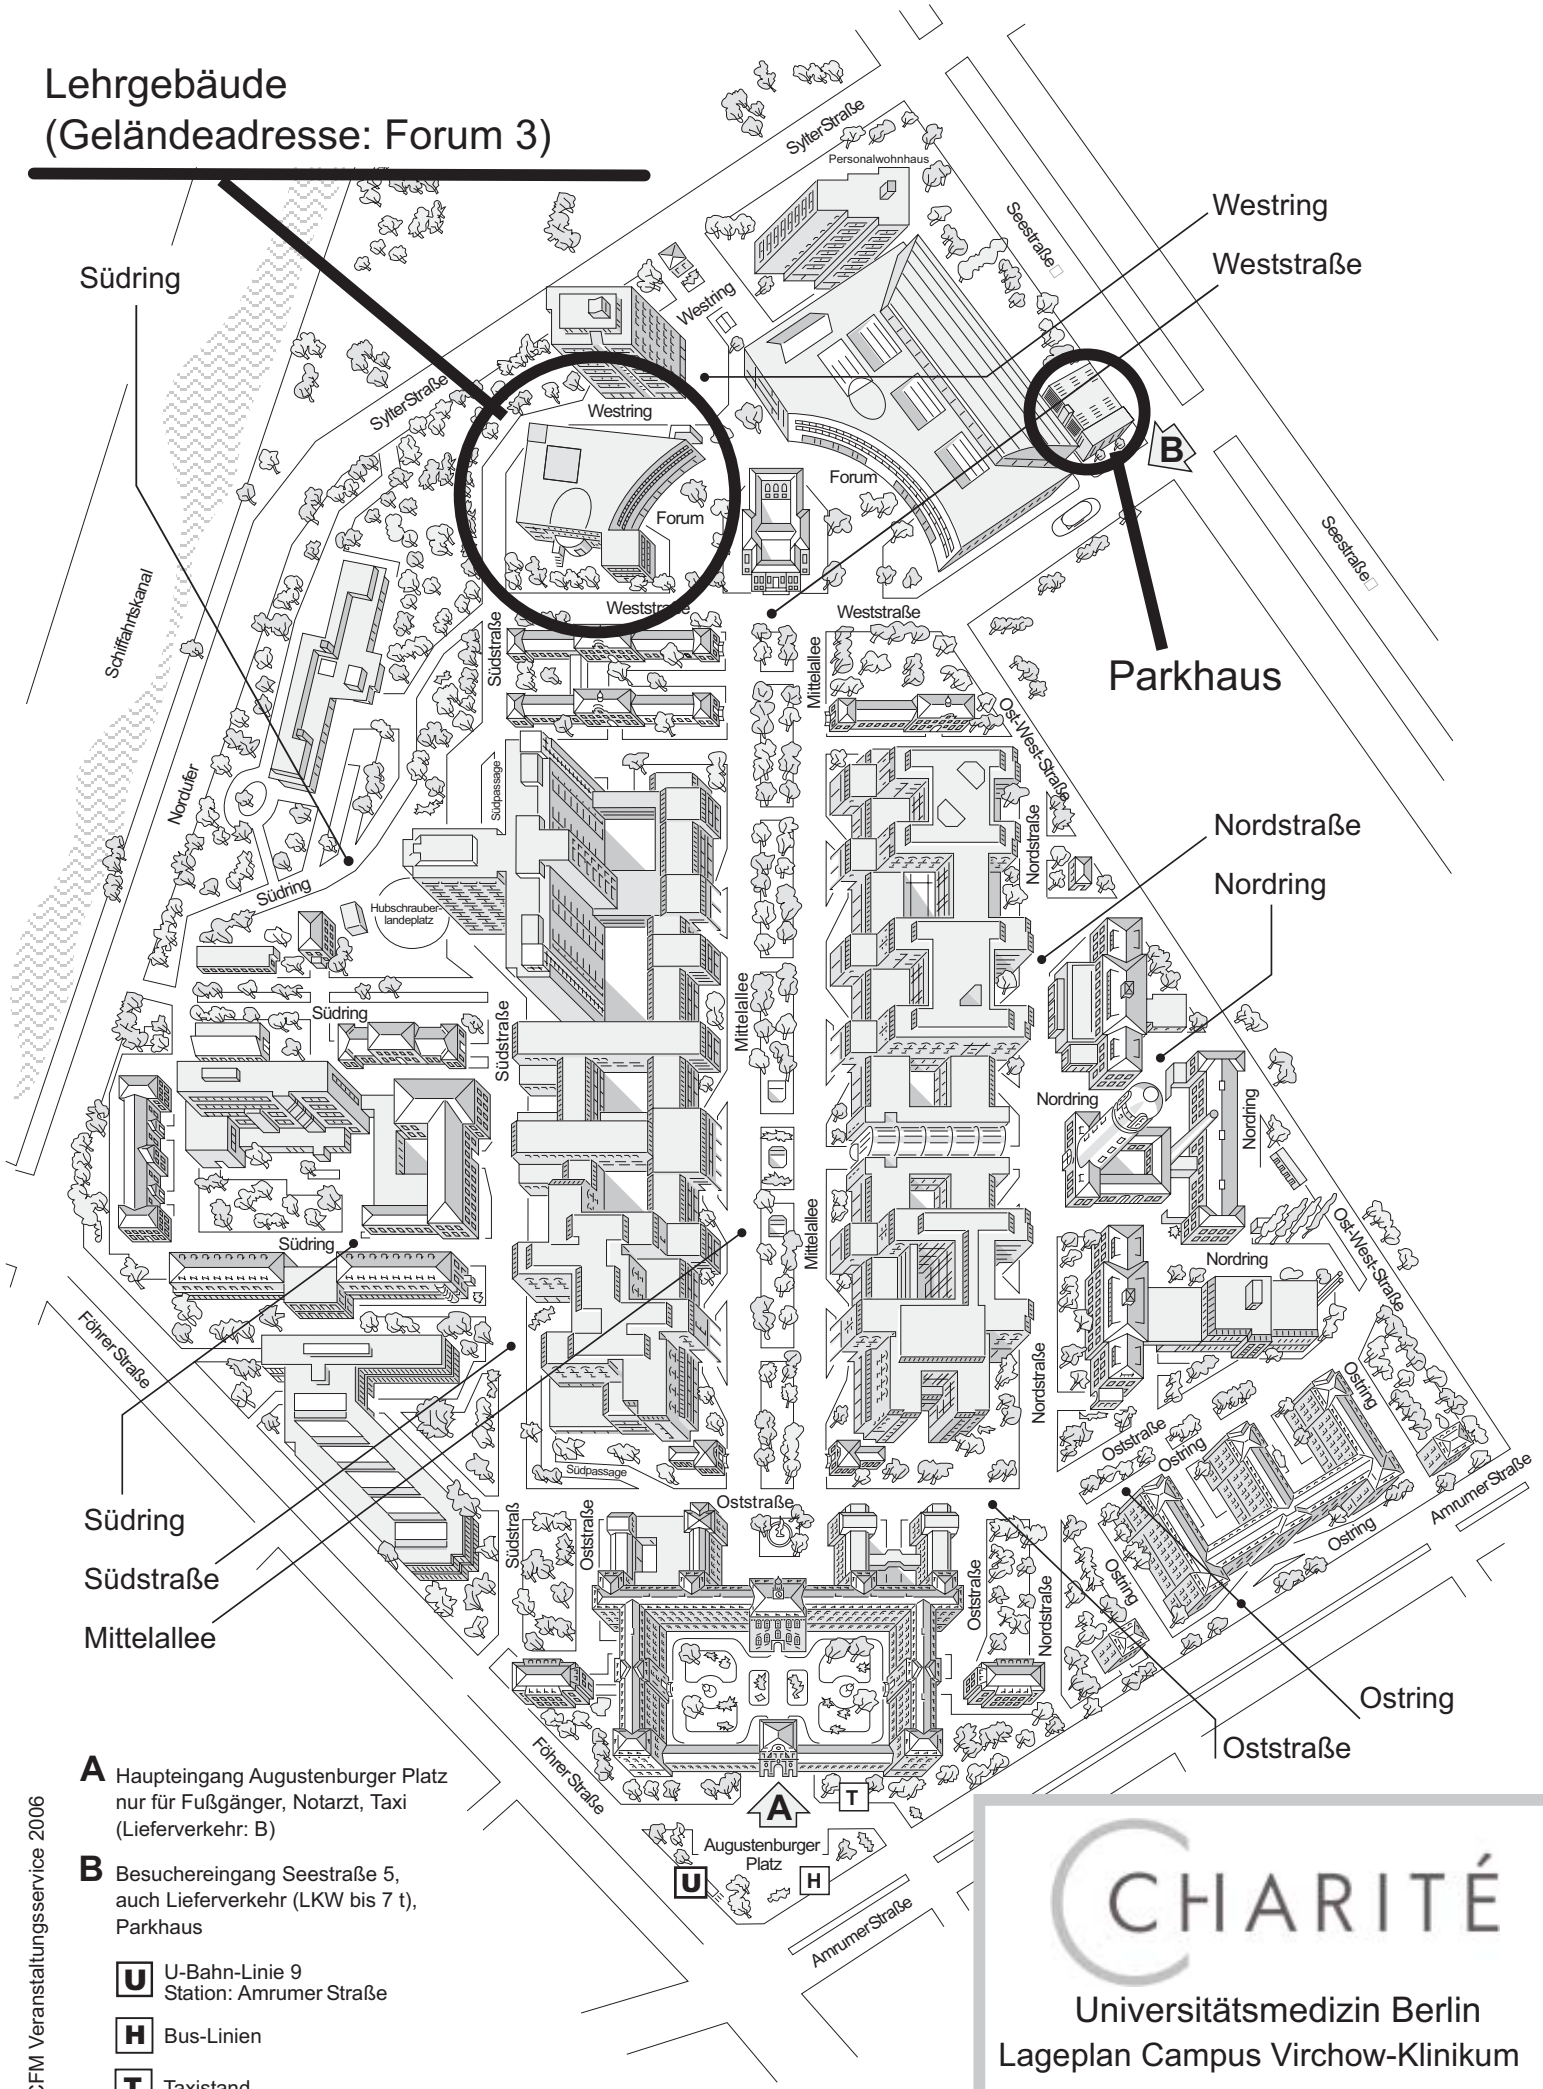 Lehrgebäude
(Geländeadresse: Forum 3)
Sylter Straße
Personalwohnhaus
Seestraße
Westring
Weststraße
Südring
Westring
Sylter Straße
Westring
Forum
Forum
B
Seestraße
Schiffahrtskanal
Weststraße
Weststraße
Südstraße
Mittelallee
Parkhaus
Ost-West-Straße
Nordufer
Südpassage
Nordstraße
Nordstraße
Nordring
Südring
Hubschrauber-
landeplatz
Südring
Südstraße
Mittelallee
Nordring
Nordring
Mittelallee
Südring
Nordring
Ost-West-Straße
Föhrer Straße
Nordstraße
Ostring
Oststraße
Ostring
Südpassage
Amrumer Straße
Südring
Oststraße
Südstraß
Oststraße
Ostring
Südstraße
Ostring
Oststraße
Nordstraße
Mittelallee
Ostring
Oststraße
Föhrer Straße
A Haupteingang Augustenburger Platz
nur für Fußgänger, Notarzt, Taxi
(Lieferverkehr: B)
T
A
Augustenburger
Platz
U
H
B Besuchereingang Seestraße 5,
auch Lieferverkehr (LKW bis 7 t),
Parkhaus
Amrumer Straße
U U-Bahn-Linie 9
Station: Amrumer Straße
H Bus-Linien
T Taxistand
CFM Veranstaltungsservice 2006
CHARITÉ
Universitätsmedizin Berlin
Lageplan Campus Virchow-Klinikum